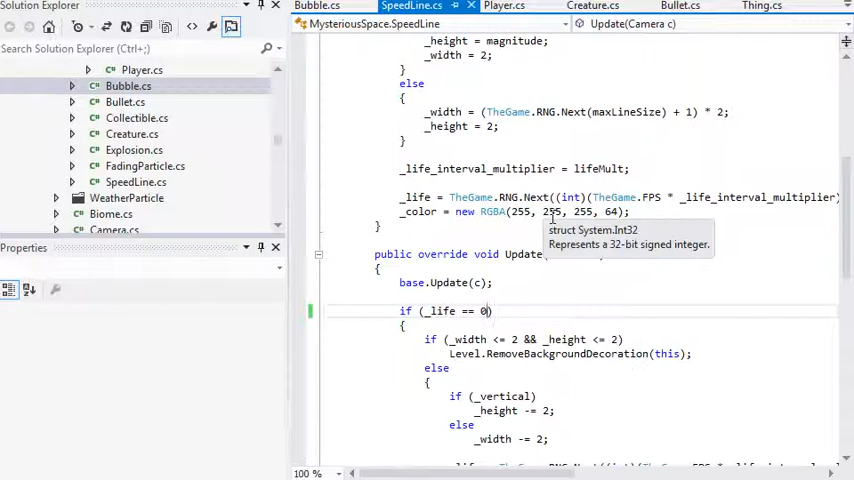 Solution Explorer
Search Solution Explorer (Ctrl+;)
Player.cs
Bubble.cs
Bullet.cs
Collectible.cs
Creature.cs
Explosion.cs
FadingParticle.cs
SpeedLine.cs
WeatherParticle
Biome.cs
Camera.cs
Properties
Bubble.cs SpeedLine.cs Player.cs Creature.cs Bullet.cs Thing.cs
MysteriousSpace.SpeedLine Update(Camera c)
_height = magnitude;
_width = 2;
}
else
{
_width = (TheGame.RNG.Next(maxLineSize) + 1) * 2;
_height = 2;
}
_life_interval_multiplier = lifeMult;
_life = TheGame.RNG.Next((int)(TheGame.FPS * _life_interval_multiplier)
_color = new RGBA(255, 255, 255, 64);
}
struct System.Int32
Represents a 32-bit signed integer.
public override void Update(
{
base.Update(c);
if (_life == 0)
{
if (_width <= 2 && _height <= 2)
Level.RemoveBackgroundDecoration(this);
else
{
if (_vertical)
_height -= 2;
else
_width -= 2;
100 %